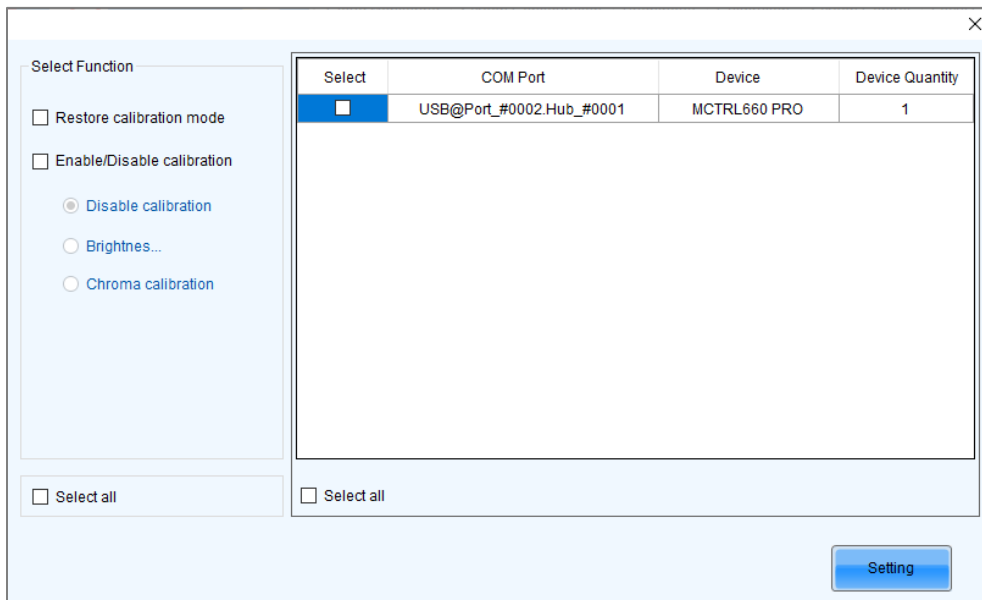 Select Function
Restore calibration mode
Enable/Disable calibration
Disable calibration
Brightnes...
Chroma calibration
Select all
Select COM Port Device Device Quantity
USB@Port_#0002.Hub_#0001 MCTRL660 PRO 1
Select all
Setting